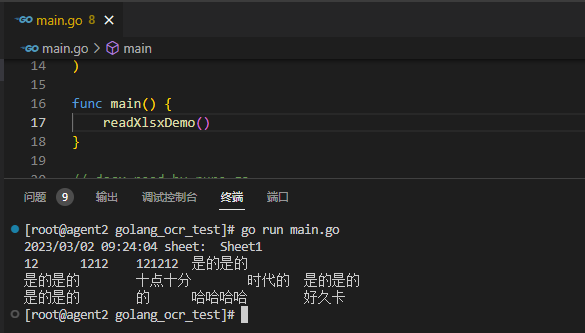 main.go 8 ×
main.go > main
14 )
15
16 func main() {
17 readXlsxDemo()
18 }
19
问题 9 输出 调试控制台 终端 端口
[root@agent2 golang_ocr_test]# go run main.go
2023/03/02 09:24:04 sheet: Sheet1
12 1212 121212 是的是的
是的是的 十点十分 时代的 是的是的
是的是的 的 哈哈哈哈 好久卡
[root@agent2 golang_ocr_test]#